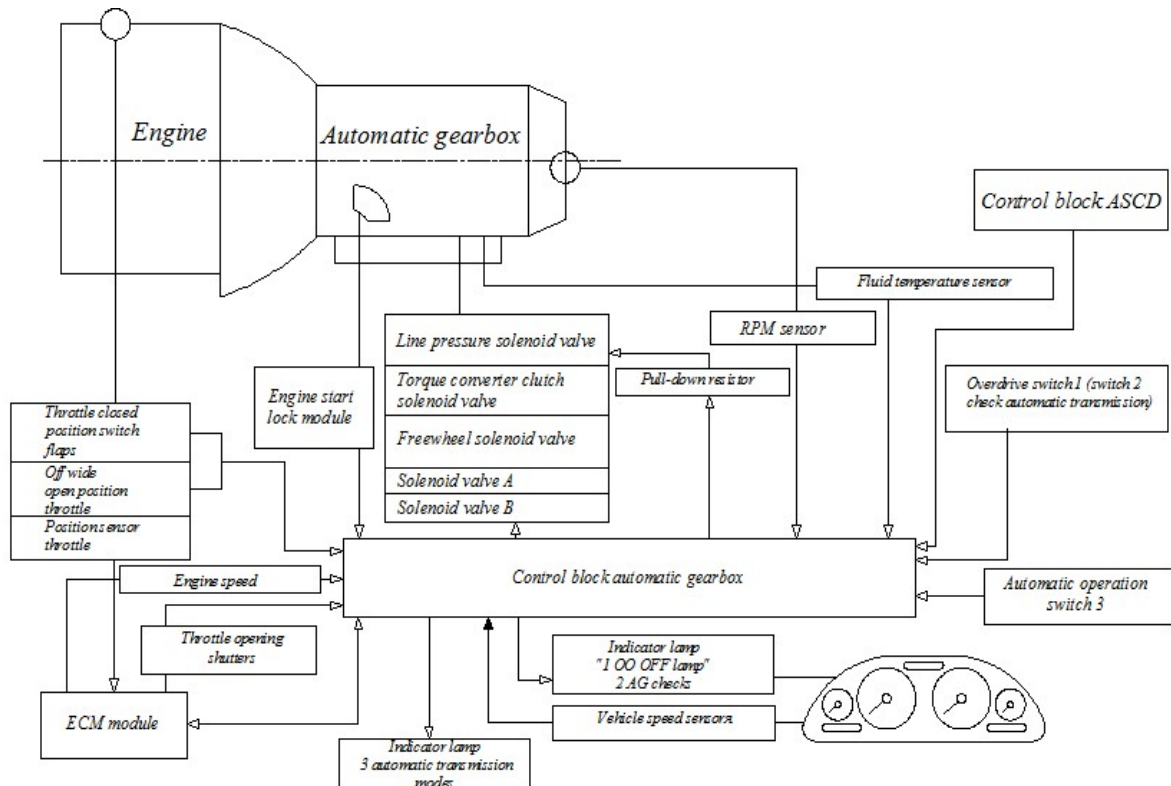 Engine
Automatic gearbox
Control block ASCD
Fluid temperature sensor
RPM sensor
Line pressure solenoid valve
Pull-down resistor
Torque converter clutch
solenoid valve
Freewheel solenoid valve
Solenoid valve A
Solenoid valve B
Engine start
lock module
Overdrive switch 1 (switch 2
check automatic transmission)
Throttle closed
position switch
flaps
Off wide
open position
throttle
Position sensor
throttle
Engine speed
Control block automatic gearbox
Automatic operation
switch 3
Throttle opening
shutters
Indicator lamp
"1 OO OFF lamp"
2 AG checks
ECM module
Vehicle speed sensorя
Indicator lamp
3 automatic transmission
modes